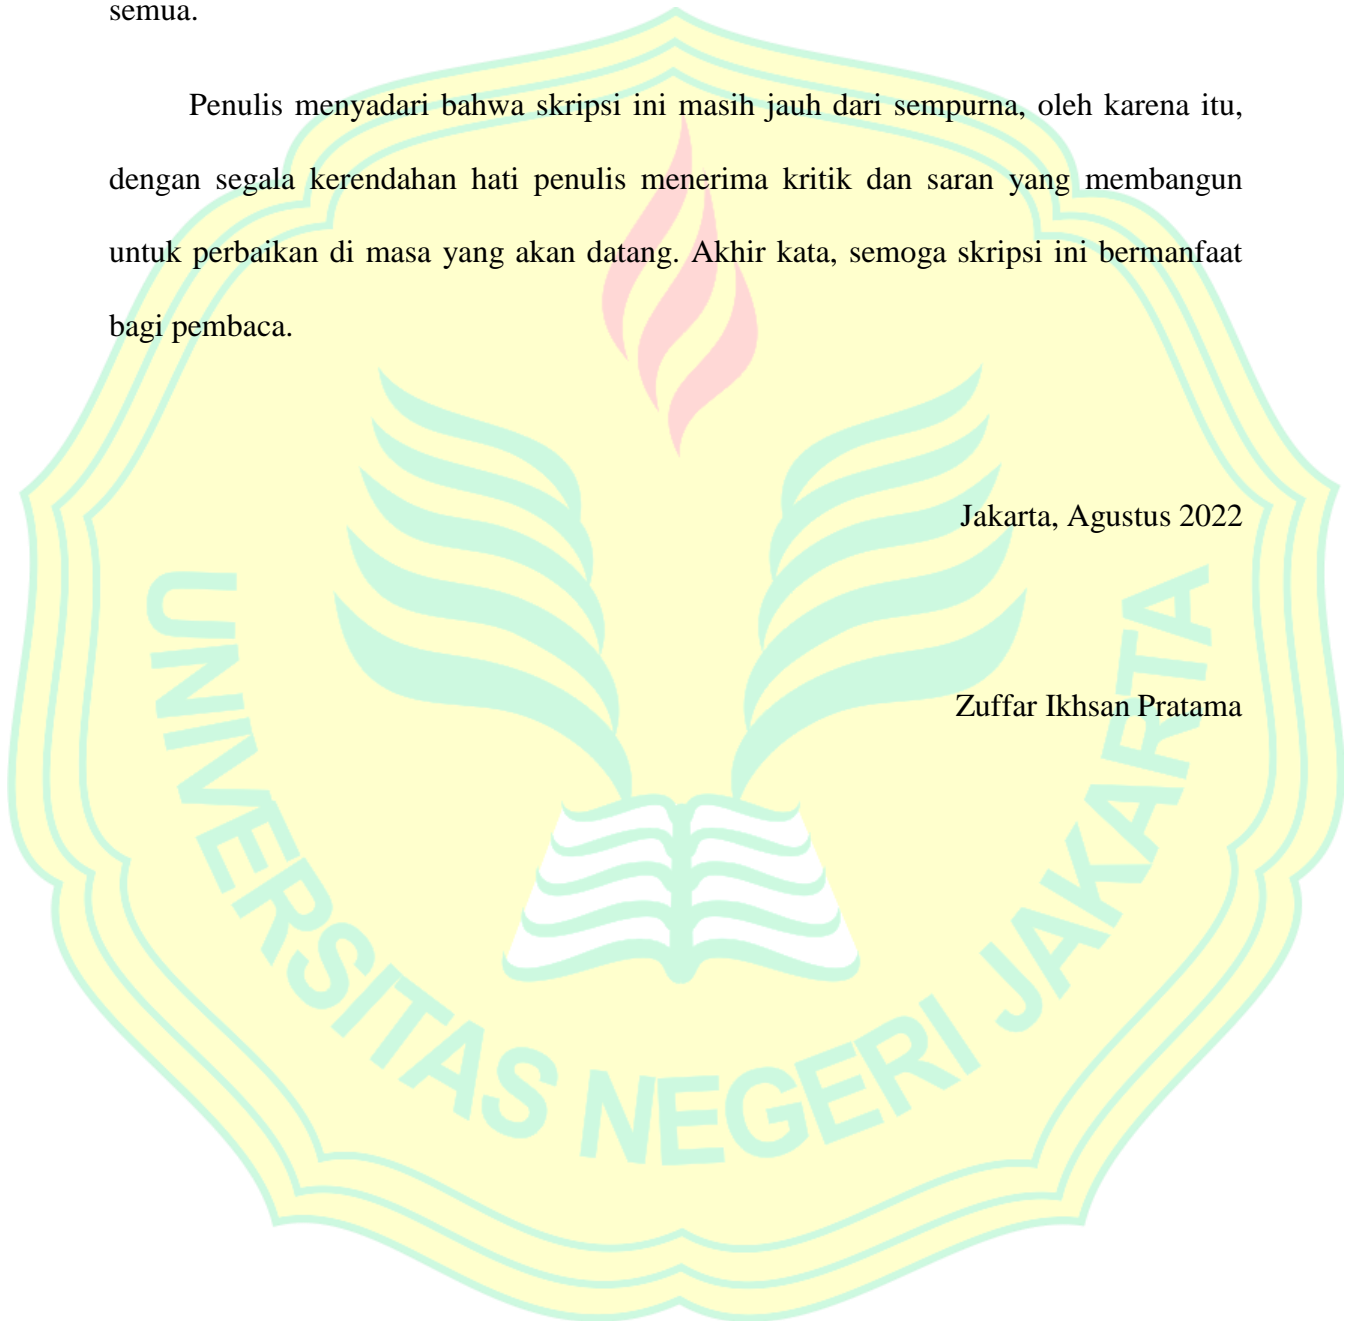 semua.
Penulis menyadari bahwa skripsi ini masih jauh dari sempurna, oleh karena itu,
dengan segala kerendahan hati penulis menerima kritik dan saran yang membangun
untuk perbaikan di masa yang akan datang. Akhir kata, semoga skripsi ini bermanfaat
bagi pembaca.
Jakarta, Agustus 2022
Zuffar Ikhsan Pratama
UNIVERSITAS NEGERI JAKARTA